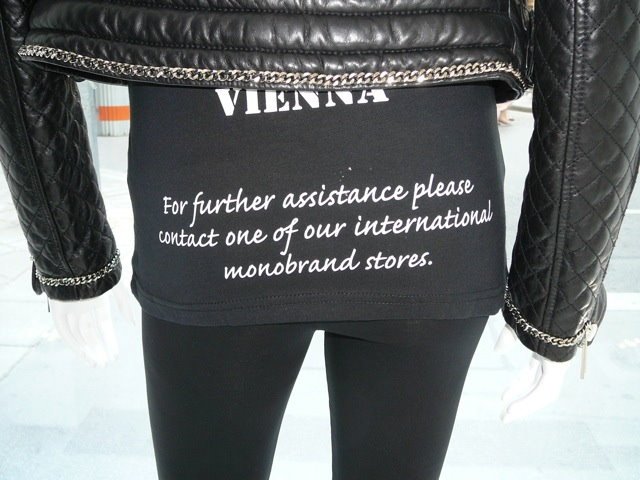 VIENNA
For further assistance please
contact one of our international
monobrand stores.